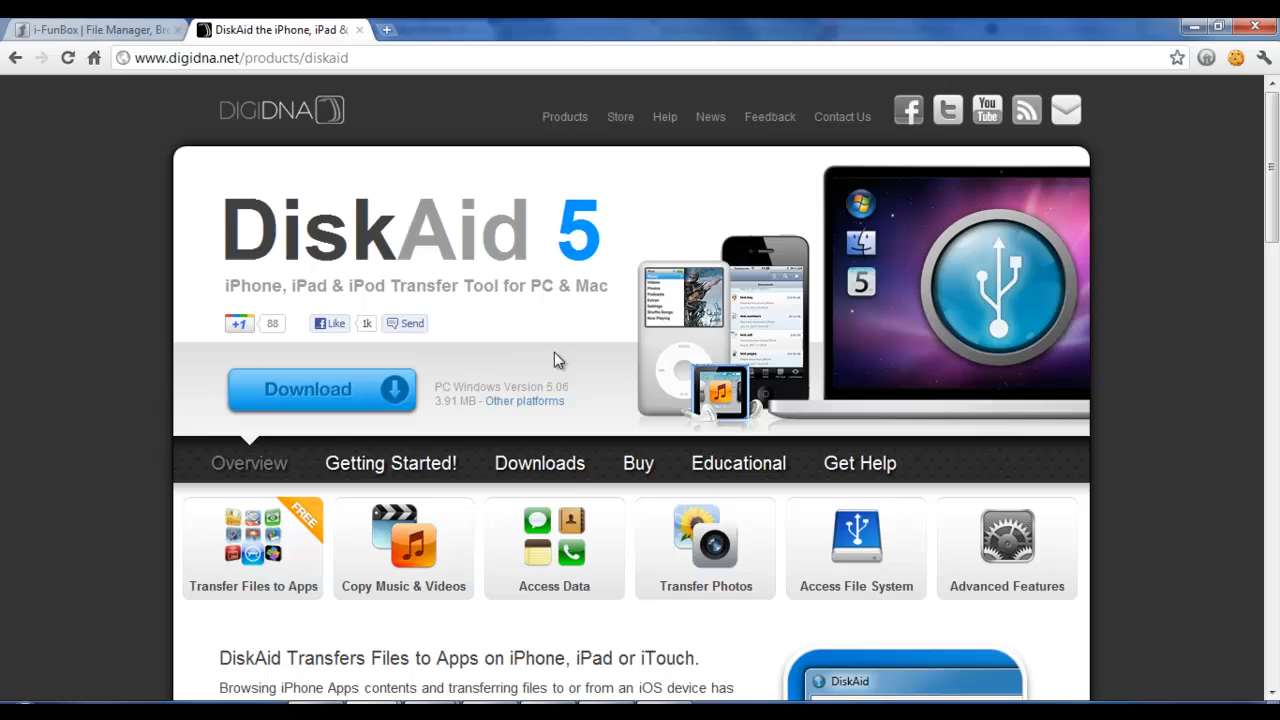 i-FunBox | File Manager, Bro
DiskAid the iPhone, iPad &
www.digidna.net/products/diskaid
DIGIDNA
Products Store Help News Feedback Contact Us
You Tube
DiskAid 5
iPhone, iPad & iPod Transfer Tool for PC & Mac
+1 88 Like 1k Send
5
Download
PC Windows Version 5.06
3.91 MB - Other platforms
Overview Getting Started! Downloads Buy Educational Get Help
FREE
Transfer Files to Apps Copy Music & Videos Access Data Transfer Photos Access File System Advanced Features
DiskAid Transfers Files to Apps on iPhone, iPad or iTouch.
Browsing iPhone Apps contents and transferring files to or from an iOS device has
DiskAid